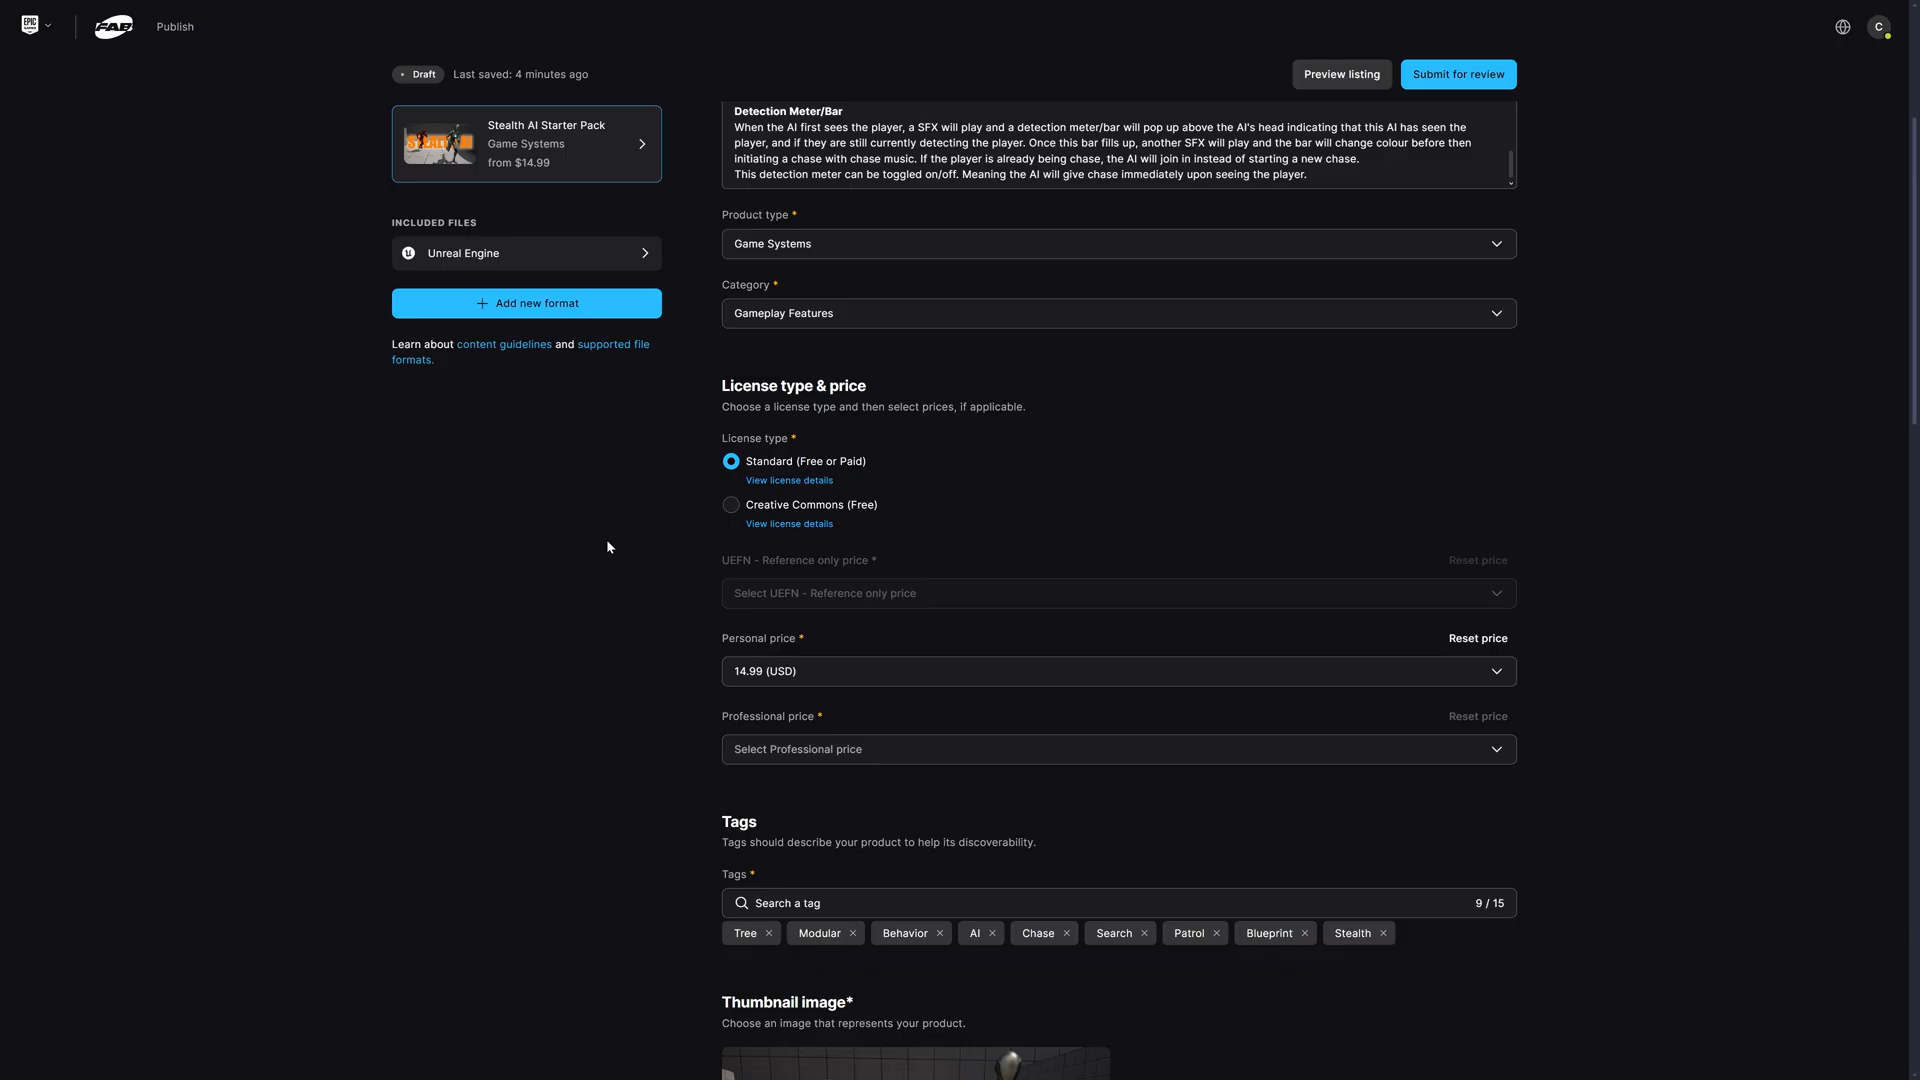 EPIC GAMES
FAB
Publish
C
Draft
Last saved: 4 minutes ago
Preview listing
Submit for review
STEALTH AI
Stealth AI Starter Pack
Game Systems
from $14.99
INCLUDED FILES
Unreal Engine
Add new format
Learn about content guidelines and supported file
formats.
Detection Meter/Bar
When the AI first sees the player, a SFX will play and a detection meter/bar will pop up above the AI's head indicating that this AI has seen the
player, and if they are still currently detecting the player. Once this bar fills up, another SFX will play and the bar will change colour before then
initiating a chase with chase music. If the player is already being chase, the AI will join in instead of starting a new chase.
This detection meter can be toggled on/off. Meaning the AI will give chase immediately upon seeing the player.
Product type *
Game Systems
Category *
Gameplay Features
License type & price
Choose a license type and then select prices, if applicable.
License type *
Standard (Free or Paid)
View license details
Creative Commons (Free)
View license details
UEFN - Reference only price *
Reset price
Select UEFN - Reference only price
Personal price *
Reset price
14.99 (USD)
Professional price *
Reset price
Select Professional price
Tags
Tags should describe your product to help its discoverability.
Tags *
Search a tag
9 / 15
Tree
Modular
Behavior
AI
Chase
Search
Patrol
Blueprint
Stealth
Thumbnail image*
Choose an image that represents your product.